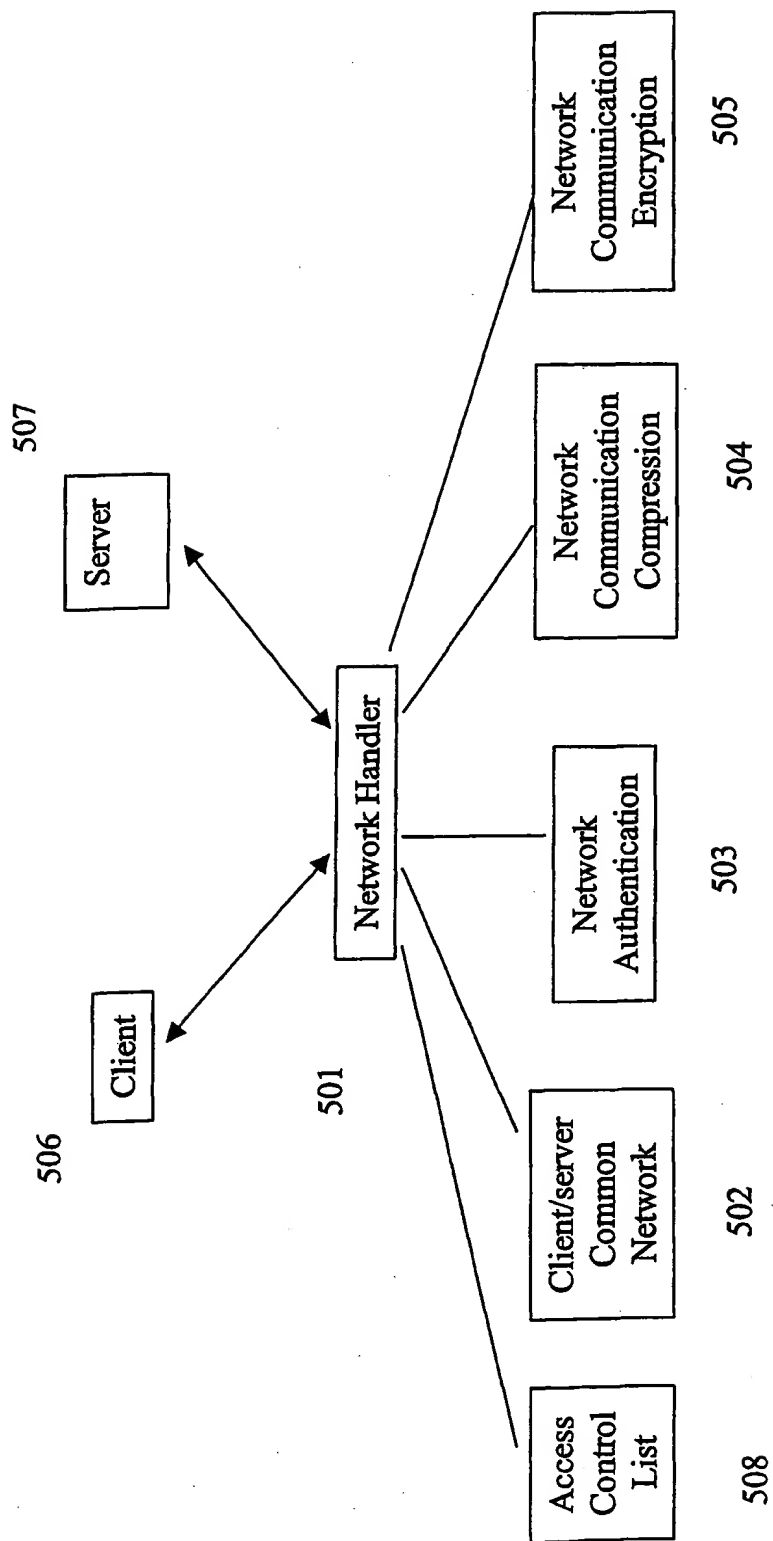 507
506
Server
Client
501
Network Handler
Access
Control
List
Client/server
Common
Network
Network
Authentication
Network
Communication
Compression
Network
Communication
Encryption
508
502
503
504
505